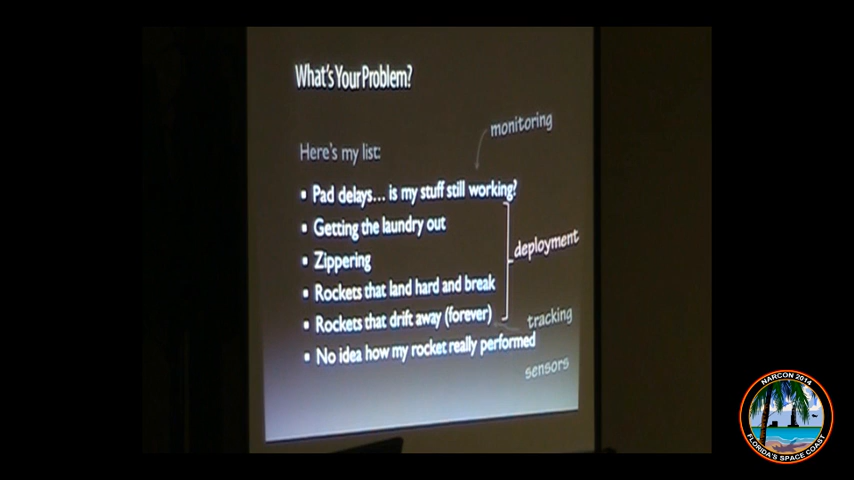 What's Your Problem?
monitoring
Here's my list:
• Pad delays... is my stuff still working?
• Getting the laundry out
• Zippering
deployment
• Rockets that land hard and break
• Rockets that drift away (forever)
tracking
• No idea how my rocket really performed
sensors
NARCON 2014
FLORIDA'S SPACE COAST